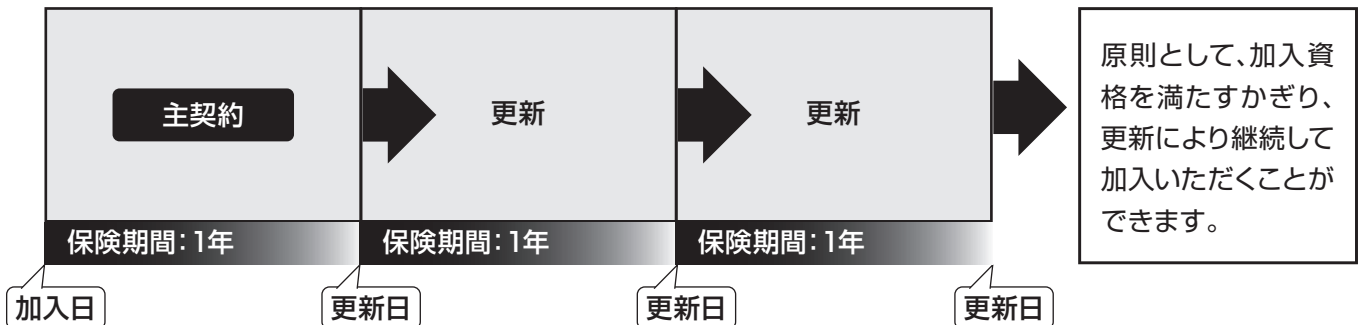 主契約
更新
更新
原則として、加入資
格を満たすかぎり、
更新により継続して
加入いただくことが
できます。
保険期間：1年
保険期間：1年
保険期間：1年
加入日
更新日
更新日
更新日